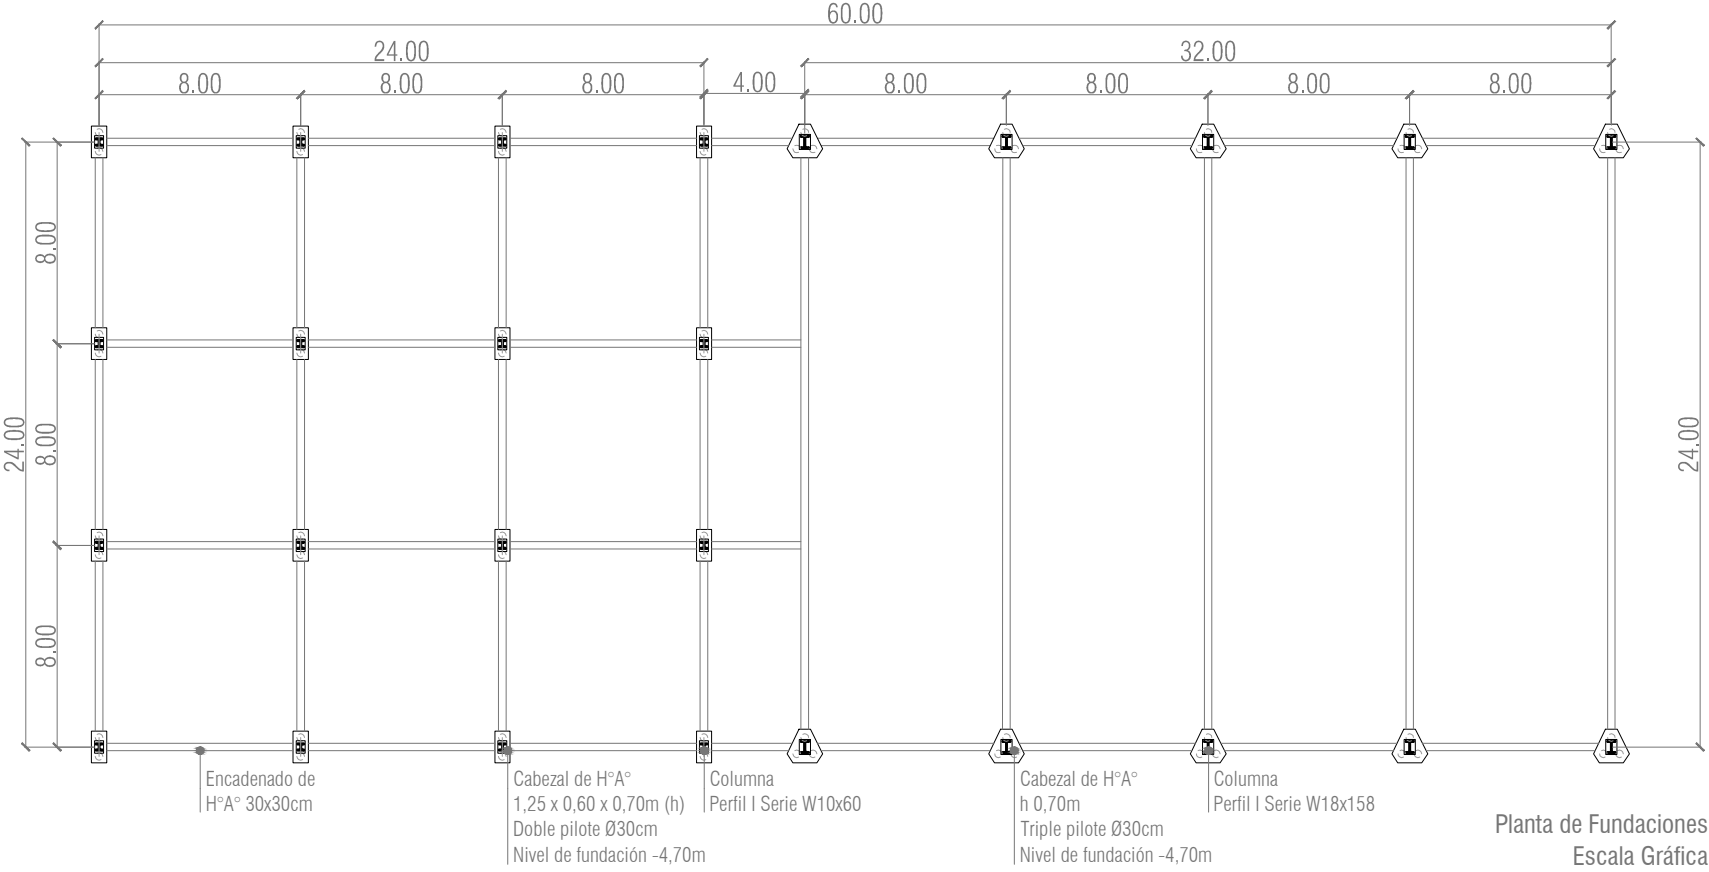 60.00
24.00
32.00
8.00
8.00
8.00
4.00
8.00
8.00
8.00
8.00
8.00
8.00
8.00
24.00
24.00
Encadenado de
H°A° 30x30cm
Cabezal de H°A°
1,25 x 0,60 x 0,70m (h)
Doble pilote Ø30cm
Nivel de fundación -4,70m
Columna
Perfil I Serie W10x60
Cabezal de H°A°
h 0,70m
Triple pilote Ø30cm
Nivel de fundación -4,70m
Columna
Perfil I Serie W18x158
Planta de Fundaciones
Escala Gráfica